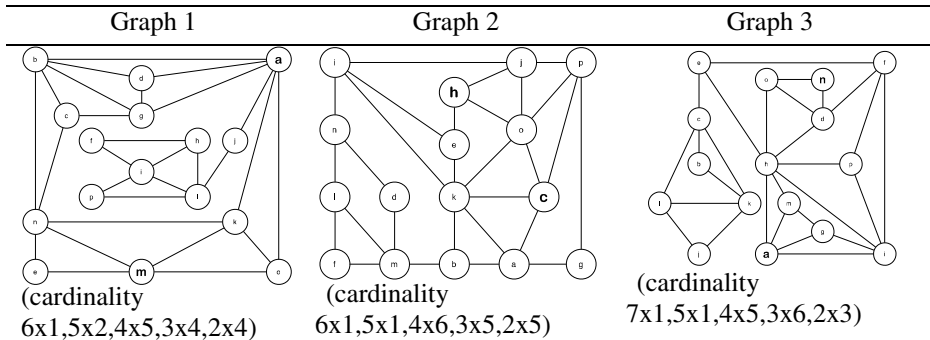 Graph 1 Graph 2 Graph 3
b a d c g f h j i p l n k e m o
i j p h n o e l d k c f m b a g
e f o n c d b h p l k m g j a i
(cardinality
6x1,5x2,4x5,3x4,2x4)
(cardinality
6x1,5x1,4x6,3x5,2x5)
(cardinality
7x1,5x1,4x5,3x6,2x3)